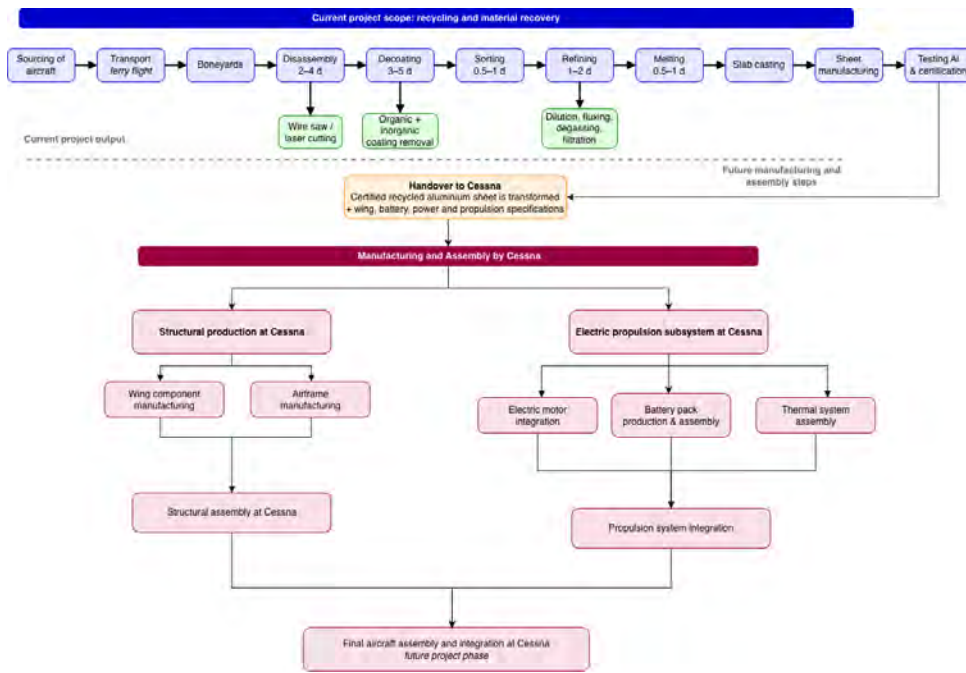 Current project scope: recycling and material recovery
Sourcing of
aircraft
Transport
ferry flight
Boneyards
Disassembly
2–4 d
Decoating
3–5 d
Sorting
0.5–1 d
Refining
1–2 d
Melting
0.5–1 d
Slab casting
Sheet
manufacturing
Testing Al
& certification
Wire saw /
laser cutting
Organic +
inorganic
coating removal
Dilution, fluxing,
degassing,
filtration
Current project output
Future manufacturing and
assembly steps
Handover to Cessna
Certified recycled aluminium sheet is transformed
+ wing, battery, power and propulsion specifications
Manufacturing and Assembly by Cessna
Structural production at Cessna
Electric propulsion subsystem at Cessna
Wing component
manufacturing
Airframe
manufacturing
Electric motor
integration
Battery pack
production & assembly
Thermal system
assembly
Structural assembly at Cessna
Propulsion system integration
Final aircraft assembly and integration at Cessna
future project phase